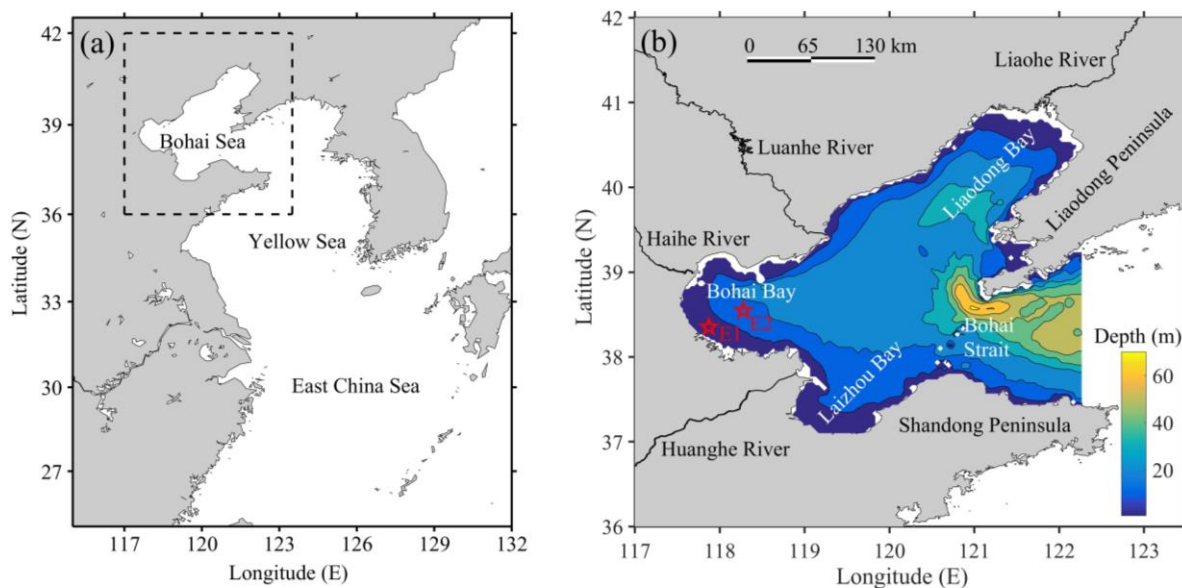 (a)
Bohai Sea
Yellow Sea
East China Sea
42
39
36
33
30
27
117
120
123
126
129
132
Latitude (N)
Longitude (E)
(b)
0 65 130 km
Liaohe River
Luanhe River
Liaodong Bay
Liaodong Peninsula
Haihe River
Bohai Bay
E1
E2
Bohai
Strait
Laizhou Bay
Huanghe River
Shandong Peninsula
Depth (m)
60
40
20
42
41
40
39
38
37
36
117
118
119
120
121
122
123
Latitude (N)
Longitude (E)